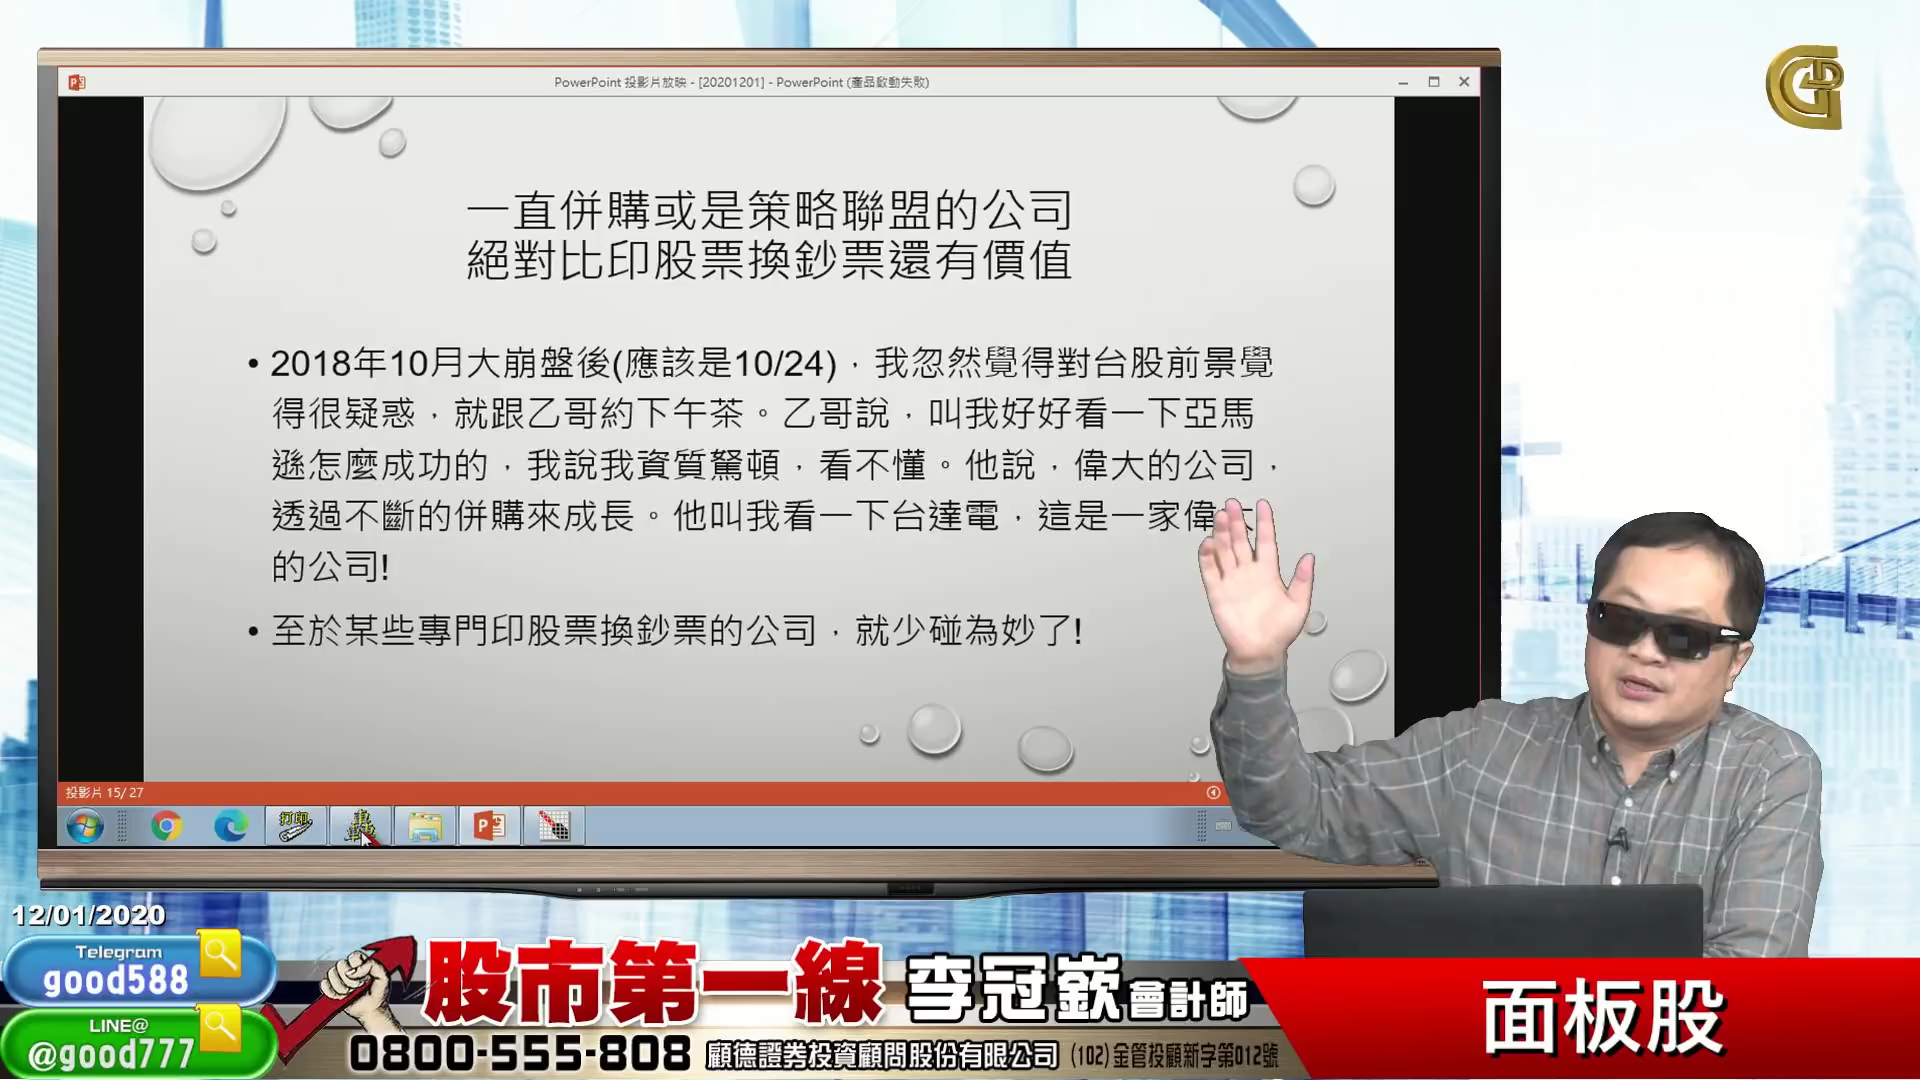 PowerPoint 投影片放映 - [20201201] - PowerPoint (產品啟動失敗)
一直併購或是策略聯盟的公司
絕對比印股票換鈔票還有價值
• 2018年10月大崩盤後(應該是10/24)，我忽然覺得對台股前景覺
得很疑惑，就跟乙哥約下午茶。乙哥說，叫我好好看一下亞馬
遜怎麼成功的，我說我資質駑頓，看不懂。他說，偉大的公司，
透過不斷的併購來成長。他叫我看一下台達電，這是一家偉大
的公司!
• 至於某些專門印股票換鈔票的公司，就少碰為妙了!
投影片 15/ 27
打印
12/01/2020
Telegram
good588
LINE@
@good777
股市第一線 李冠嶔會計師
0800-555-808 顧德證券投資顧問股份有限公司 (102)金管投顧新字第012號
面板股